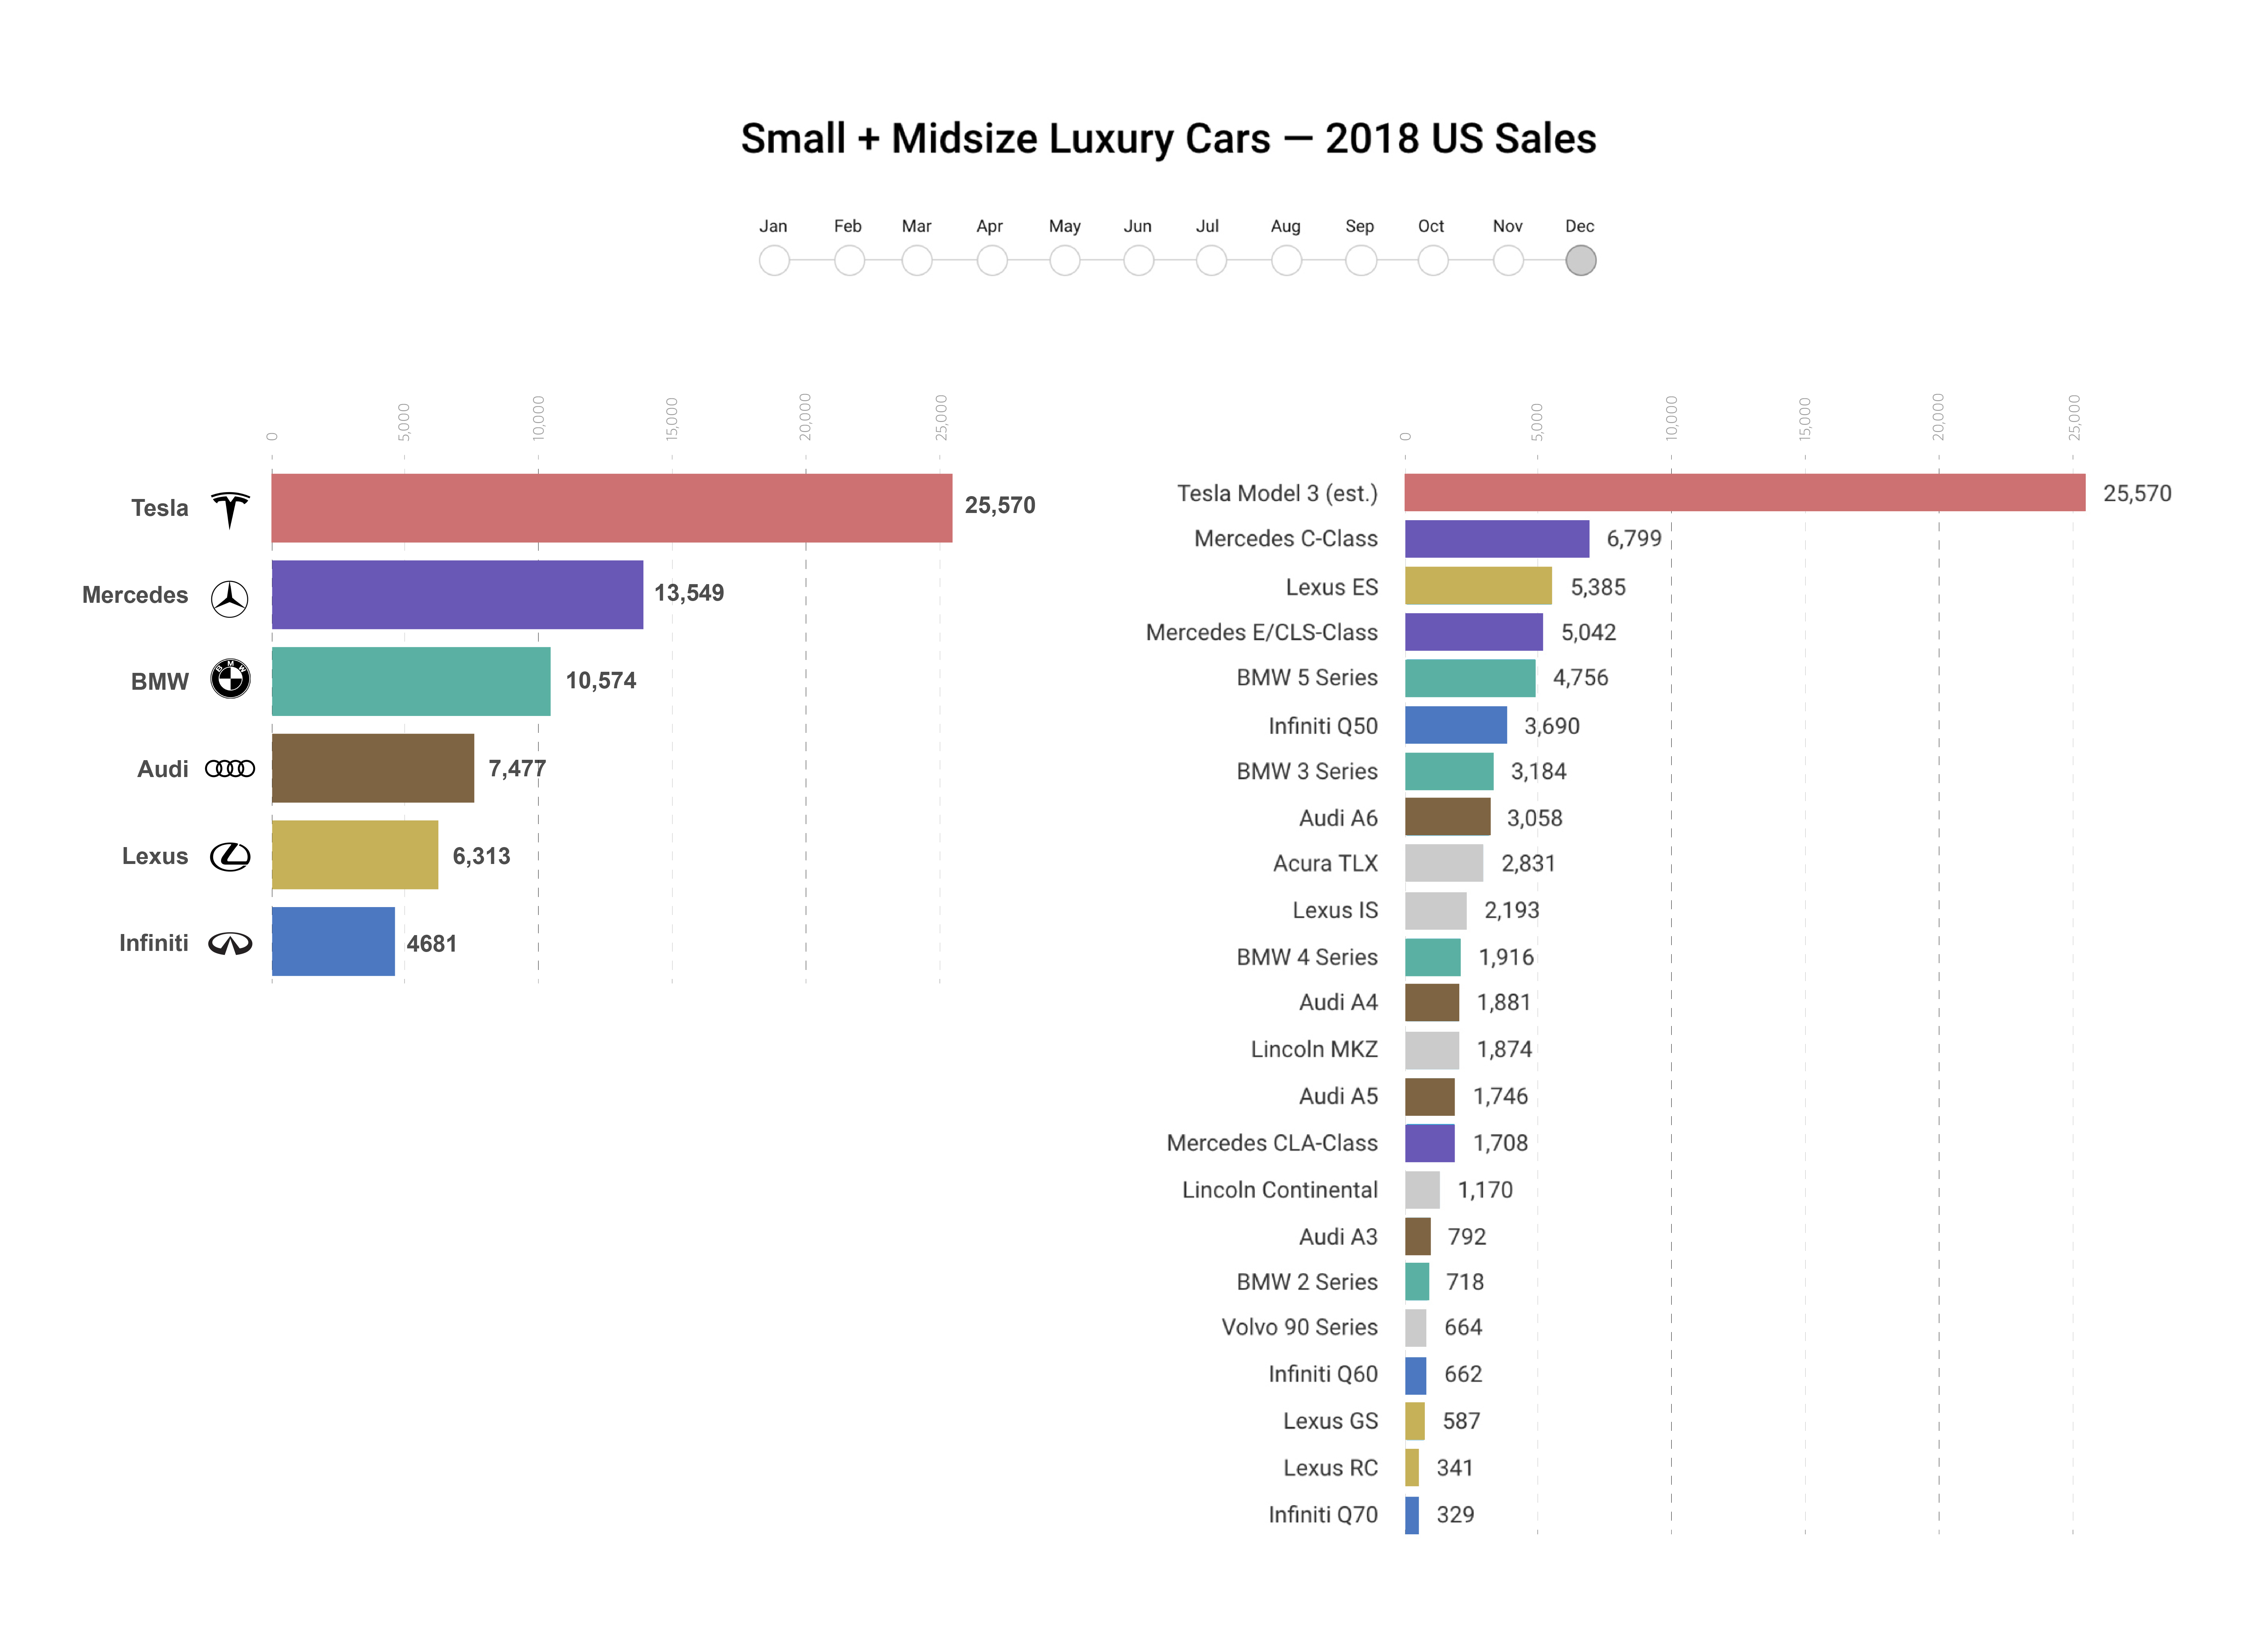 Small + Midsize Luxury Cars — 2018 US Sales
Jan Feb Mar Apr May Jun Jul Aug Sep Oct Nov Dec
0 5,000 10,000 15,000 20,000 25,000
Tesla 25,570
Mercedes 13,549
BMW BMW 10,574
Audi 7,477
Lexus 6,313
Infiniti 4681
0 5,000 10,000 15,000 20,000 25,000
Tesla Model 3 (est.) 25,570
Mercedes C-Class 6,799
Lexus ES 5,385
Mercedes E/CLS-Class 5,042
BMW 5 Series 4,756
Infiniti Q50 3,690
BMW 3 Series 3,184
Audi A6 3,058
Acura TLX 2,831
Lexus IS 2,193
BMW 4 Series 1,916
Audi A4 1,881
Lincoln MKZ 1,874
Audi A5 1,746
Mercedes CLA-Class 1,708
Lincoln Continental 1,170
Audi A3 792
BMW 2 Series 718
Volvo 90 Series 664
Infiniti Q60 662
Lexus GS 587
Lexus RC 341
Infiniti Q70 329